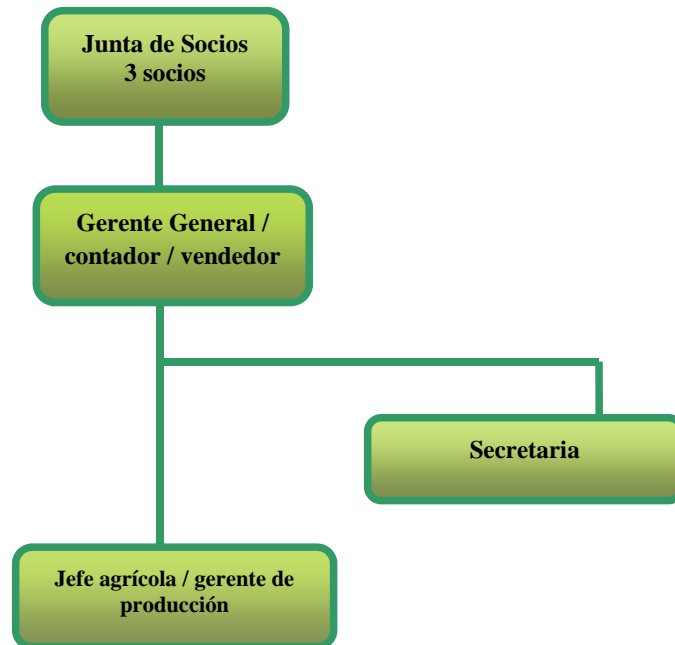 Junta de Socios
3 socios
Gerente General /
contador / vendedor
Secretaria
Jefe agrícola / gerente de
producción